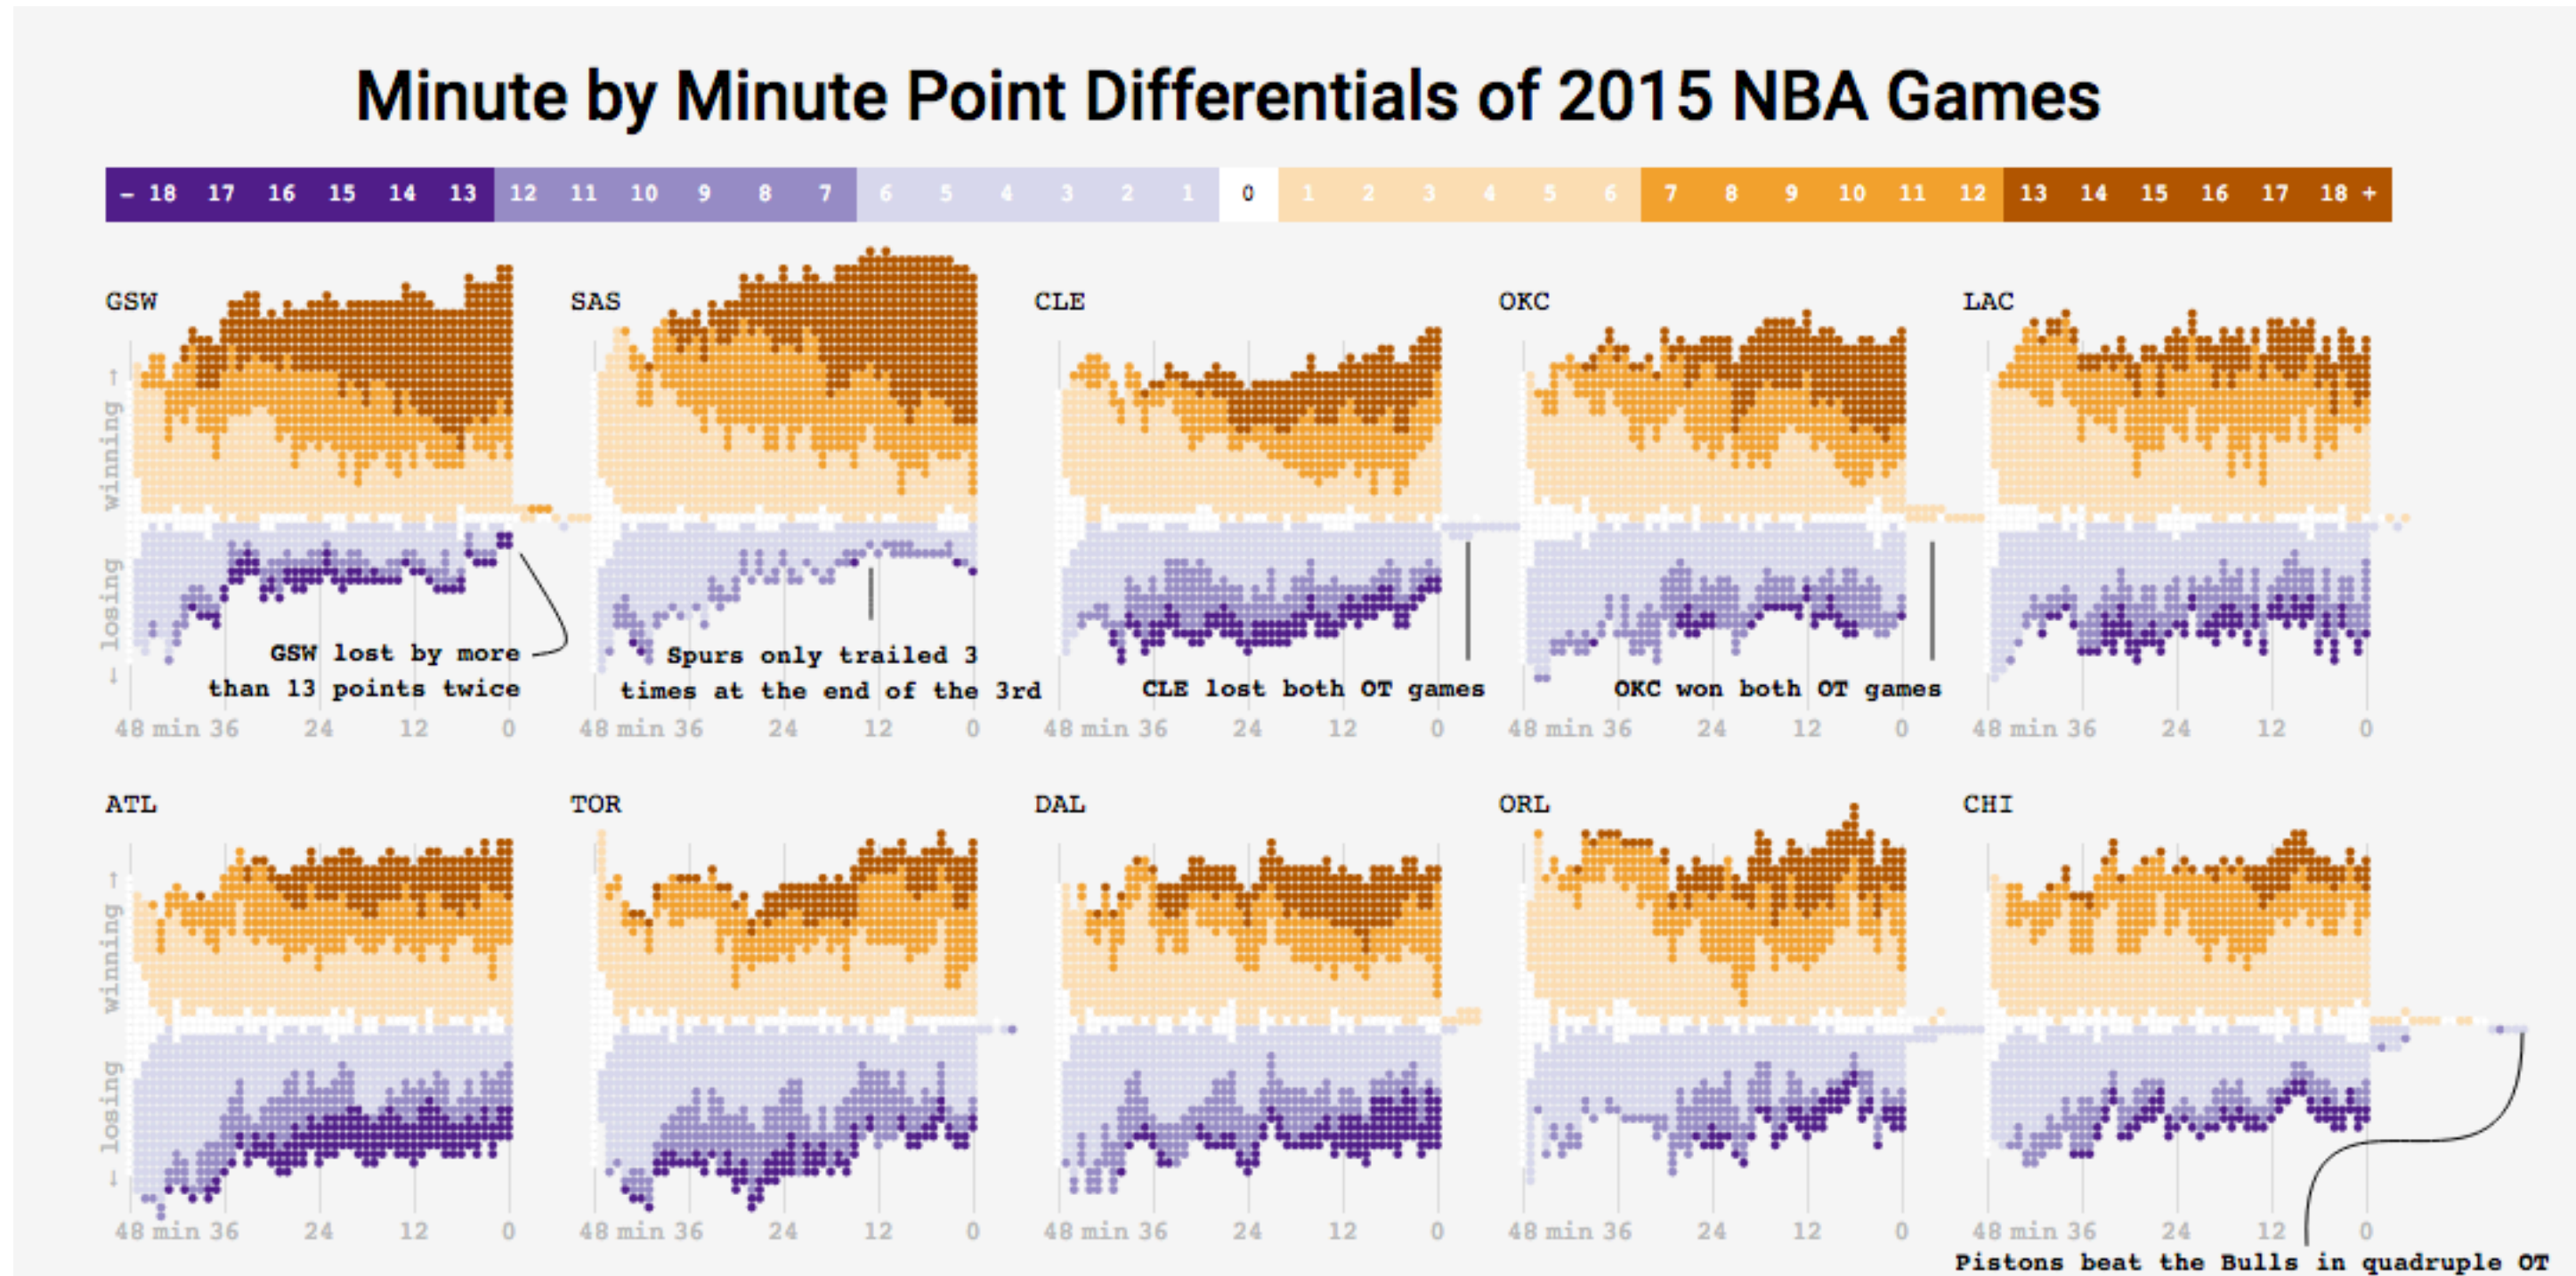 Minute by Minute Point Differentials of 2015 NBA Games
– 18 17 16 15 14 13 12 11 10 9 8 7 6 5 4 3 2 1 0 1 2 3 4 5 6 7 8 9 10 11 12 13 14 15 16 17 18 +
GSW SAS CLE OKC LAC
← losing winning →
GSW lost by more
than 13 points twice
Spurs only trailed 3
times at the end of the 3rd
CLE lost both OT games
OKC won both OT games
48 min 36 24 12 0 48 min 36 24 12 0 48 min 36 24 12 0 48 min 36 24 12 0 48 min 36 24 12 0
ATL TOR DAL ORL CHI
← losing winning →
48 min 36 24 12 0 48 min 36 24 12 0 48 min 36 24 12 0 48 min 36 24 12 0 48 min 36 24 12 0
Pistons beat the Bulls in quadruple OT